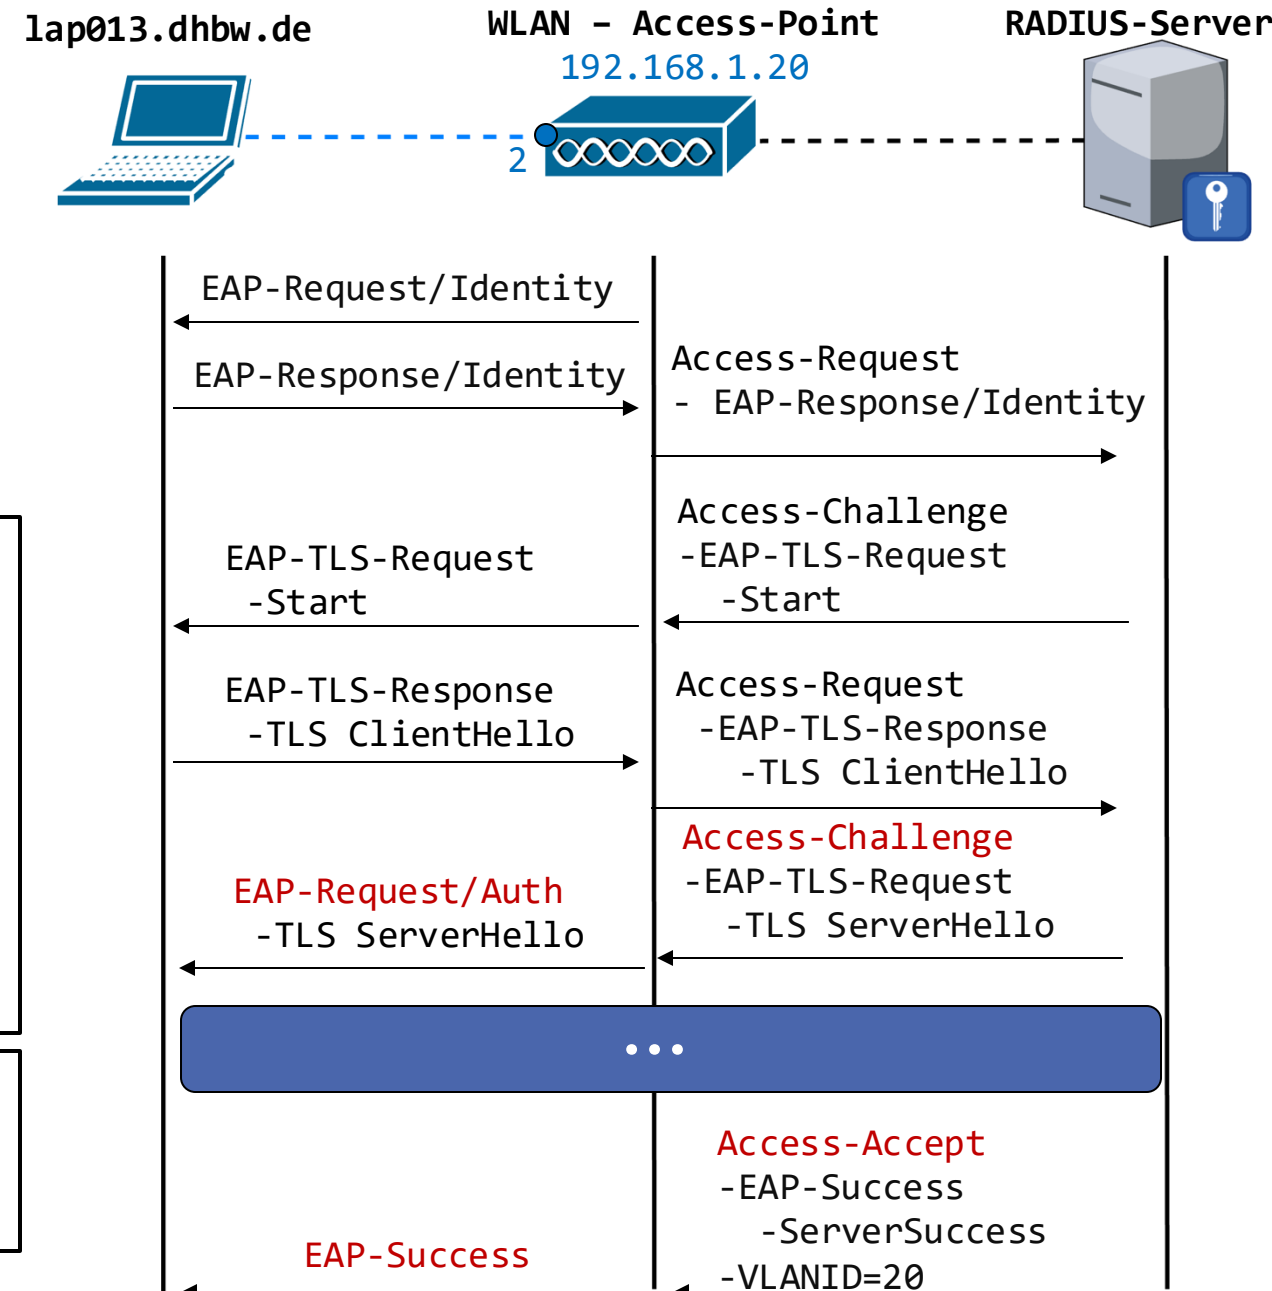 lap013.dhbw.de
WLAN – Access-Point
RADIUS-Server
192.168.1.20
2
EAP-Request/Identity
EAP-Response/Identity
Access-Request
- EAP-Response/Identity
Access-Challenge
-EAP-TLS-Request
-Start
EAP-TLS-Request
-Start
EAP-TLS-Response
-TLS ClientHello
Access-Request
-EAP-TLS-Response
-TLS ClientHello
Access-Challenge
-EAP-TLS-Request
-TLS ServerHello
EAP-Request/Auth
-TLS ServerHello
...
Access-Accept
-EAP-Success
-ServerSuccess
-VLANID=20
EAP-Success